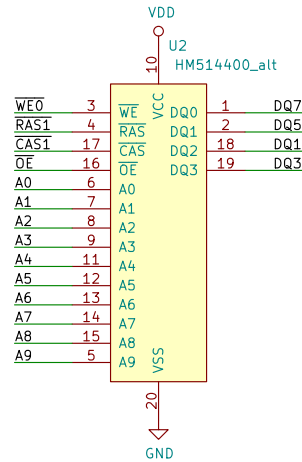 VDD
U2
HM514400_alt
10
VCC
WE0 3 WE DQ0 1 DQ7
RAS1 4 RAS DQ1 2 DQ5
CAS1 17 CAS DQ2 18 DQ1
OE 16 OE DQ3 19 DQ3
A0 6 A0
A1 7 A1
A2 8 A2
A3 9 A3
A4 11 A4
A5 12 A5
A6 13 A6
A7 14 A7
A8 15 A8
A9 5 A9
VSS
20
GND